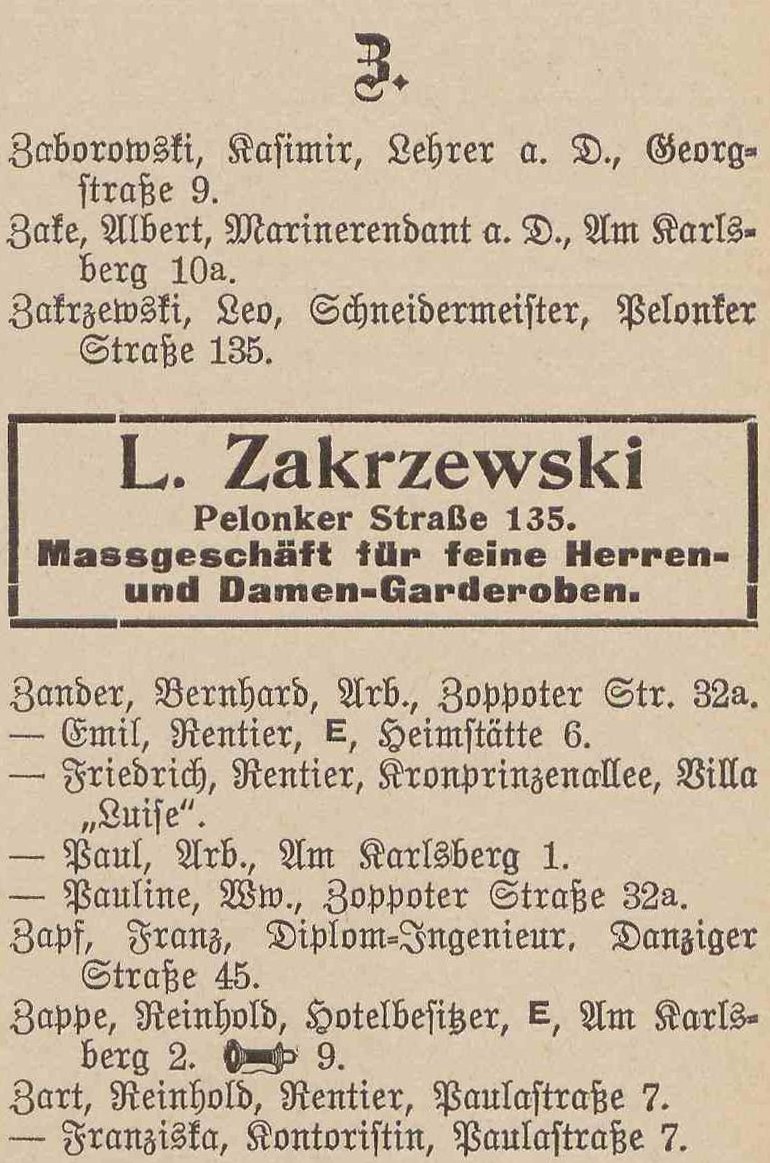 Z.
Zaborowski, Kasimir, Lehrer a. D., Georg-
straße 9.
Zake, Albert, Marinerendant a. D., Am Karls-
berg 10a.
Zakrzewski, Leo, Schneidermeister, Pelonker
Straße 135.
L. Zakrzewski
Pelonker Straße 135.
Massgeschäft für feine Herren-
und Damen-Garderoben.
Zander, Bernhard, Arb., Zoppoter Str. 32a.
— Emil, Rentier, E, Heimstätte 6.
— Friedrich, Rentier, Kronprinzenallee, Villa
„Luise“.
— Paul, Arb., Am Karlsberg 1.
— Pauline, Ww., Zoppoter Straße 32a.
Zapf, Franz, Diplom-Ingenieur, Danziger
Straße 45.
Zappe, Reinhold, Hotelbesitzer, E, Am Karls-
berg 2. 9.
Zart, Reinhold, Rentier, Paulastraße 7.
— Franziska, Kontoristin, Paulastraße 7.